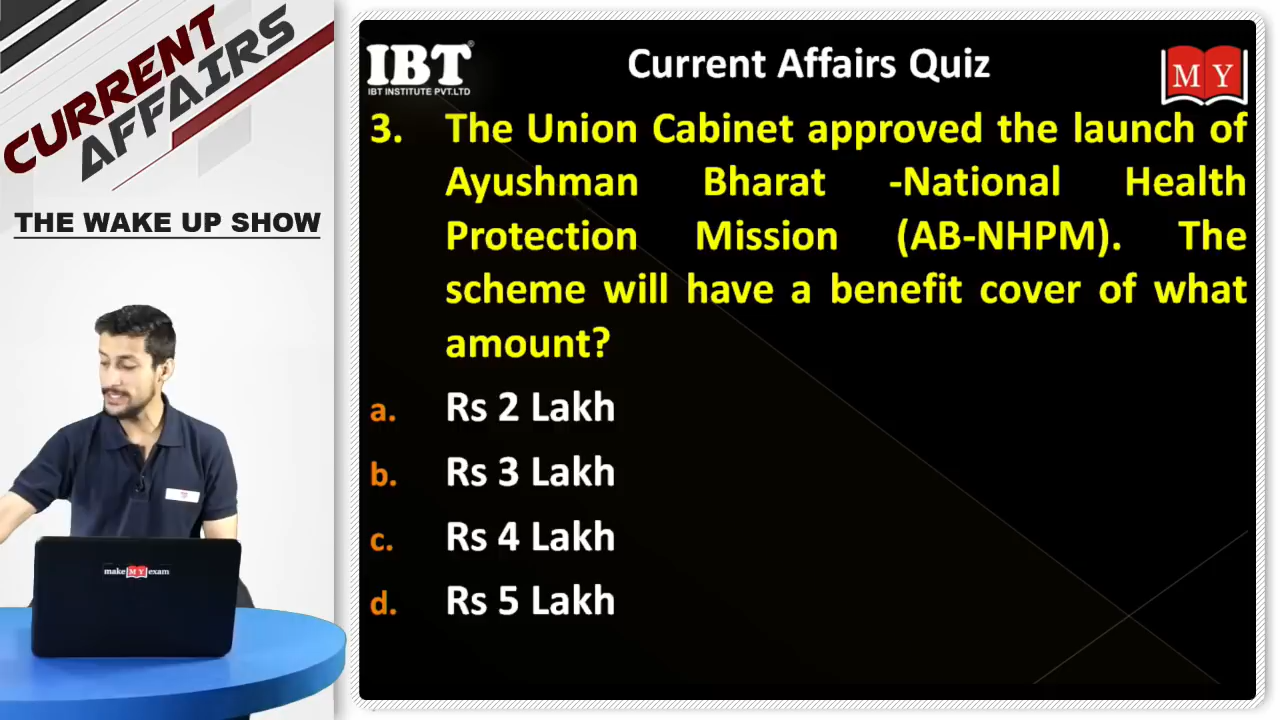 CURRENT
AFFAIRS
THE WAKE UP SHOW
make MY exam
IBT
IBT INSTITUTE PVT.LTD
Current Affairs Quiz
MY
3. The Union Cabinet approved the launch of
Ayushman Bharat -National Health
Protection Mission (AB-NHPM). The
scheme will have a benefit cover of what
amount?
a. Rs 2 Lakh
b. Rs 3 Lakh
c. Rs 4 Lakh
d. Rs 5 Lakh